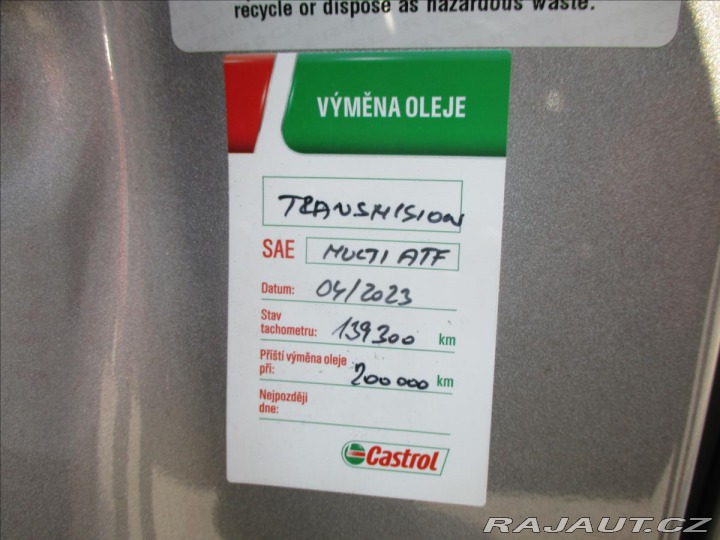 recycle or dispose as hazardous waste.
VÝMĚNA OLEJE
TRANSMISION
SAE MULTI ATF
Datum: 04/2023
Stav
tachometru: 139300 km
Příští výměna oleje
při: 200 000 km
Nejpozději
dne:
Castrol
RAJAUT.CZ